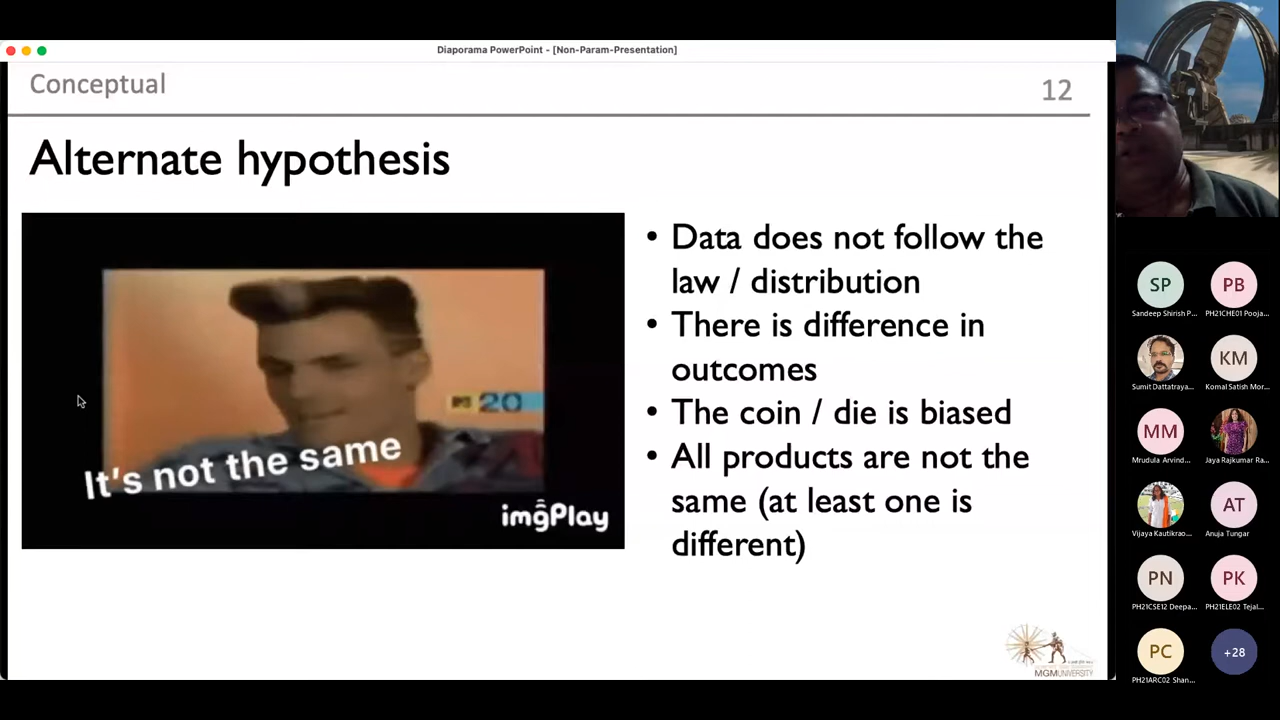 Diaporama PowerPoint - [Non-Param-Presentation]
Conceptual
12
Alternate hypothesis
It's not the same
20
imgPlay
• Data does not follow the
law / distribution
• There is difference in
outcomes
• The coin / die is biased
• All products are not the
same (at least one is
different)
MGMUNIVERSITY
SP
PB
Sandeep Shirish P...
PH21CHE01 Pooja...
KM
Sumit Dattatraya...
Komal Satish Mor...
MM
Mrudula Arvind...
Jaya Rajkumar Ra...
AT
Vijaya Kautikrao...
Anuja Tungar
PN
PK
PH21CSE12 Deepa...
PH21ELE02 Tejal...
PC
+28
PH21ARC02 Shan...